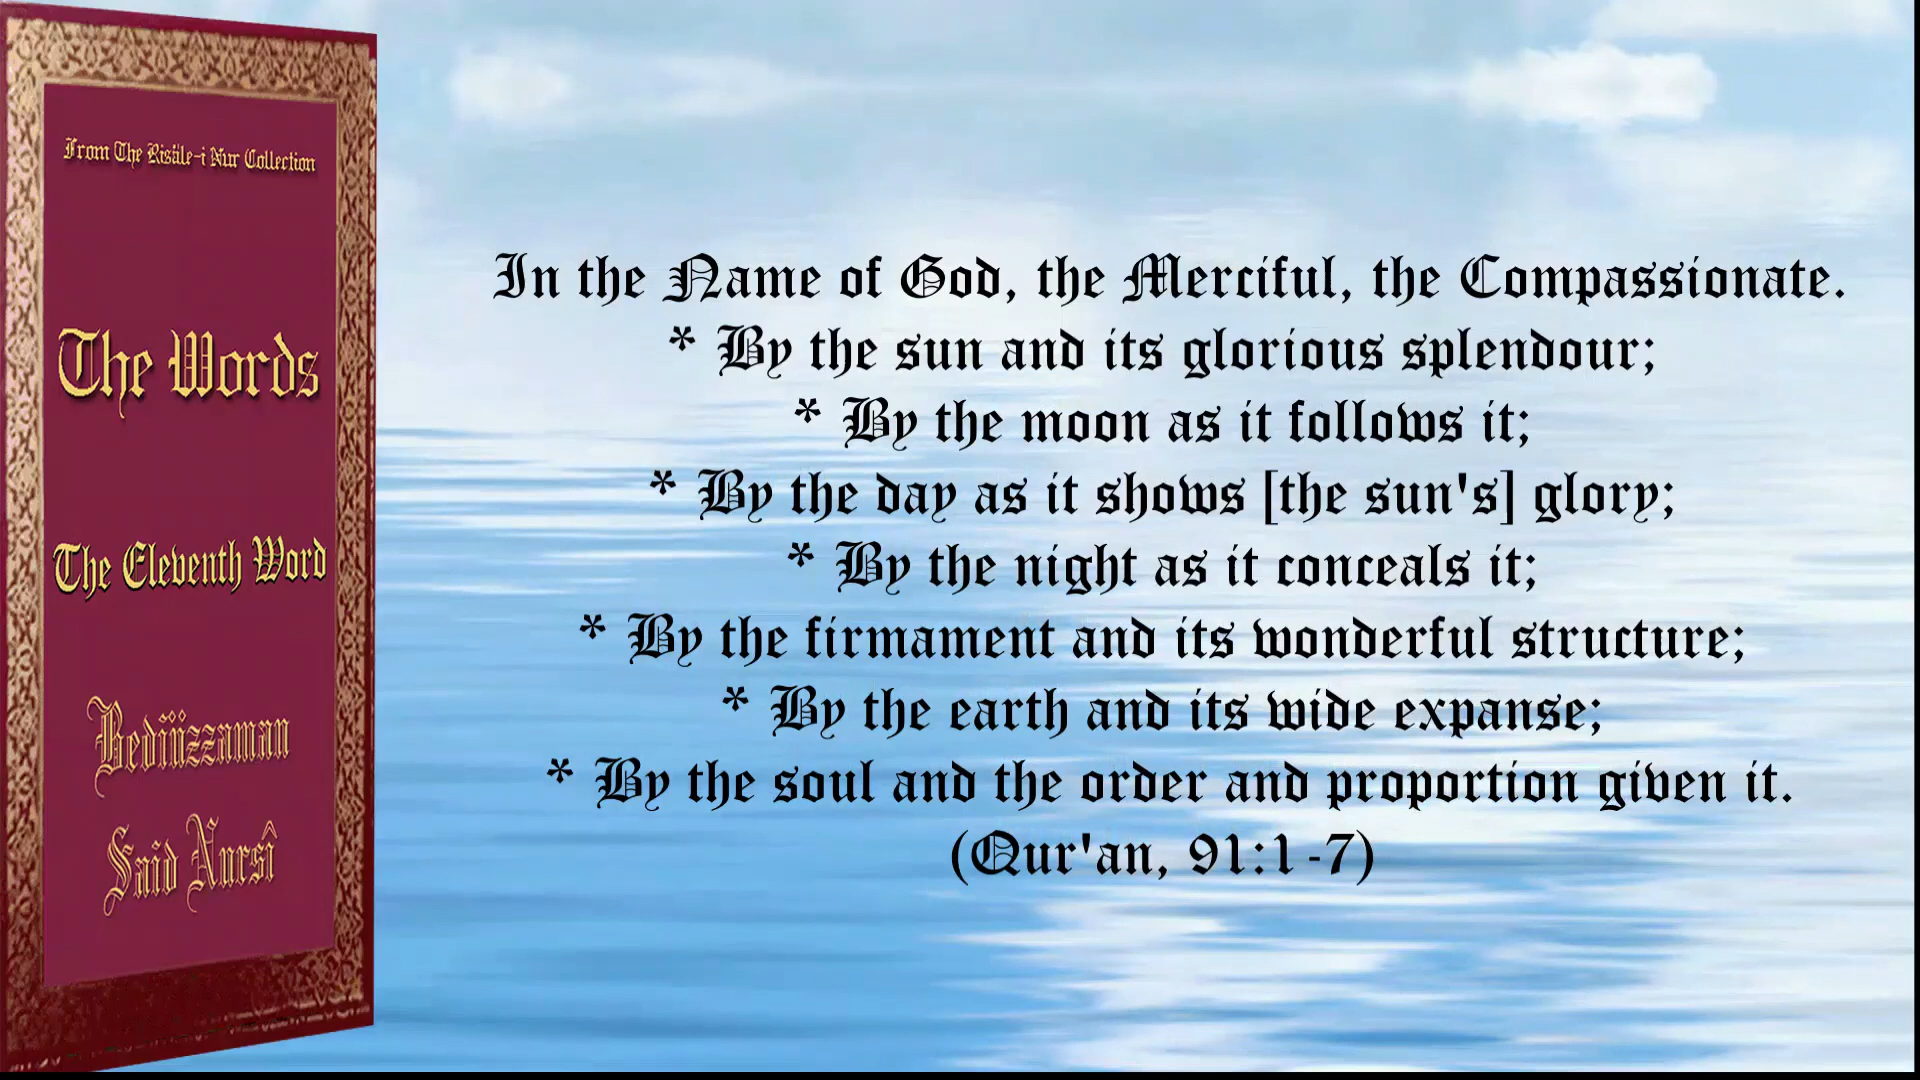 From The Risâle-i Nur Collection
The Words
The Eleventh Word
Bediüzzaman
Said Nursî
In the Name of God, the Merciful, the Compassionate.
* By the sun and its glorious splendour;
* By the moon as it follows it;
* By the day as it shows [the sun's] glory;
* By the night as it conceals it;
* By the firmament and its wonderful structure;
* By the earth and its wide expanse;
* By the soul and the order and proportion given it.
(Qur'an, 91:1-7)